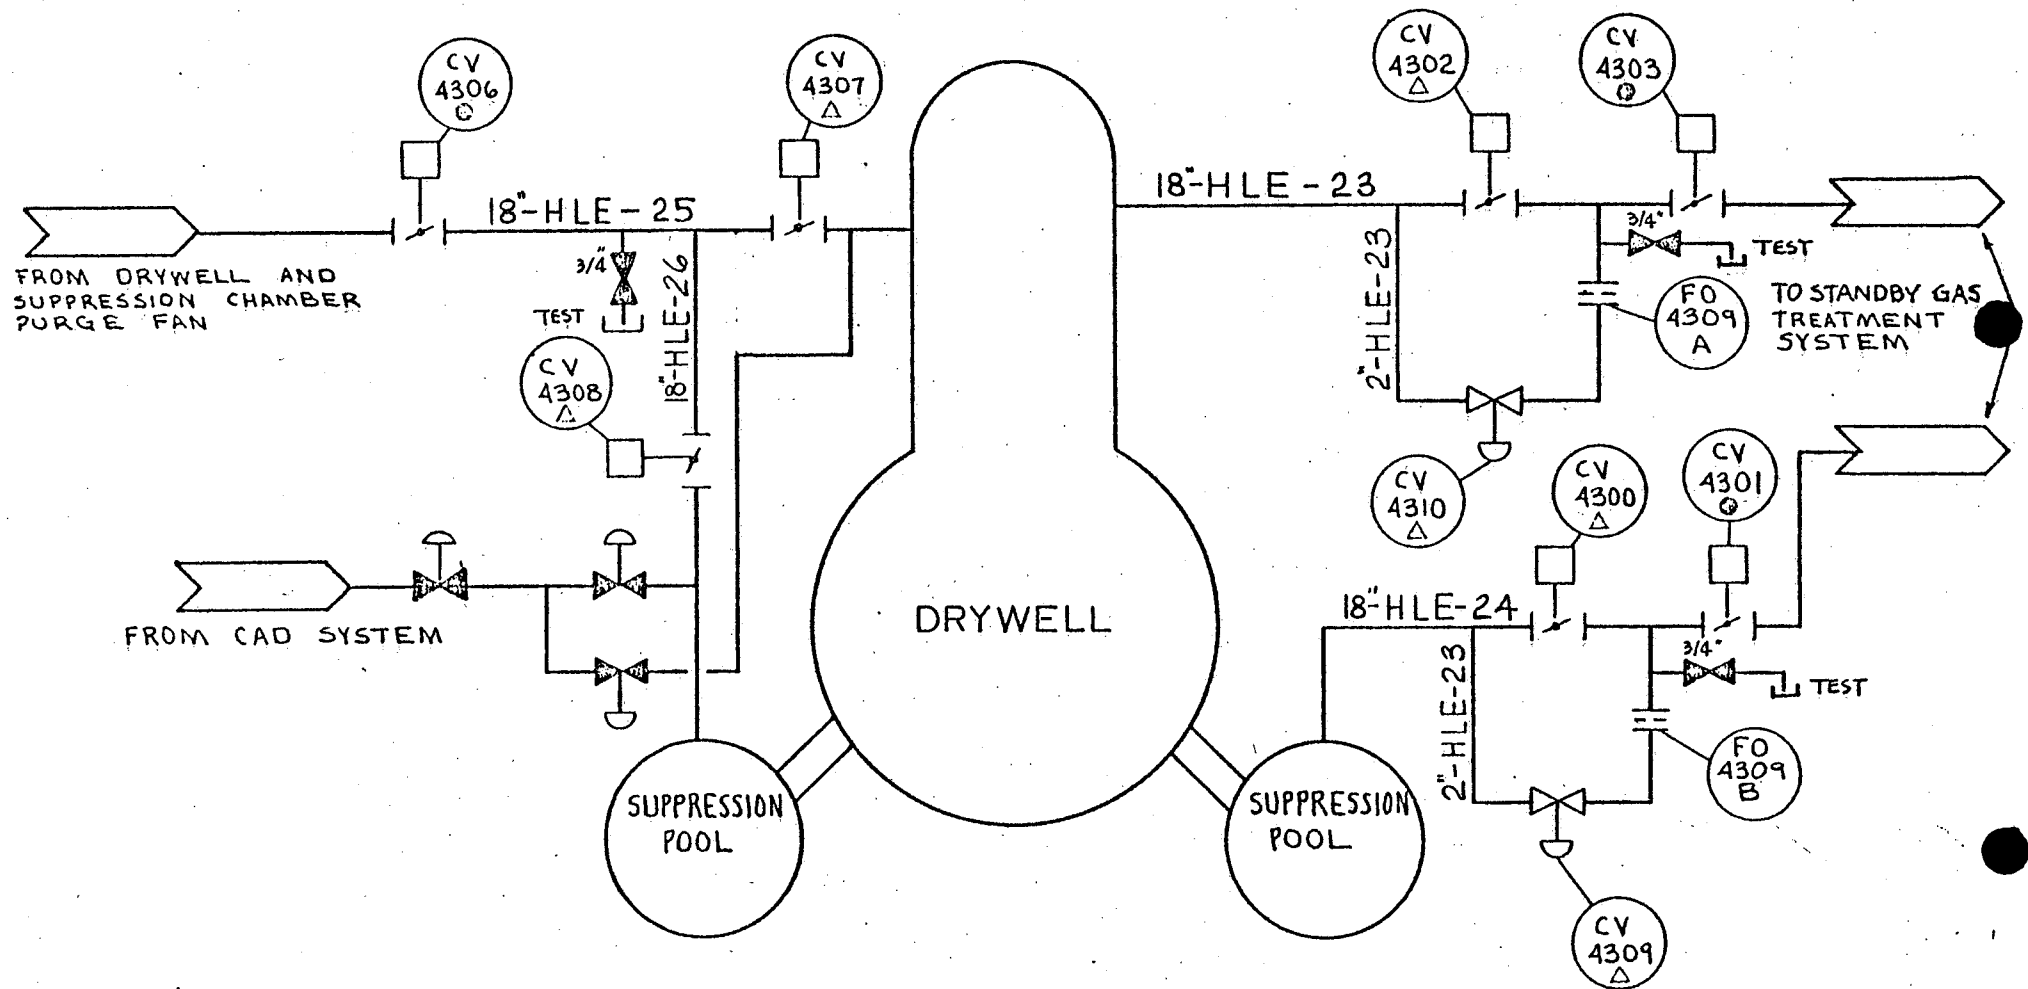 CV
4306
CV
4307
CV
4302
CV
4303
18"-HLE-25
18"-HLE-23
3/4"
TEST
FROM DRYWELL AND
SUPPRESSION CHAMBER
PURGE FAN
3/4"
TEST
18"-HLE-26
2"-HLE-23
FO
4309
A
TO STANDBY GAS
TREATMENT
SYSTEM
CV
4308
CV
4310
CV
4300
CV
4301
FROM CAD SYSTEM
DRYWELL
18"-HLE-24
3/4"
TEST
2"-HLE-23
FO
4309
B
SUPPRESSION
POOL
SUPPRESSION
POOL
CV
4309